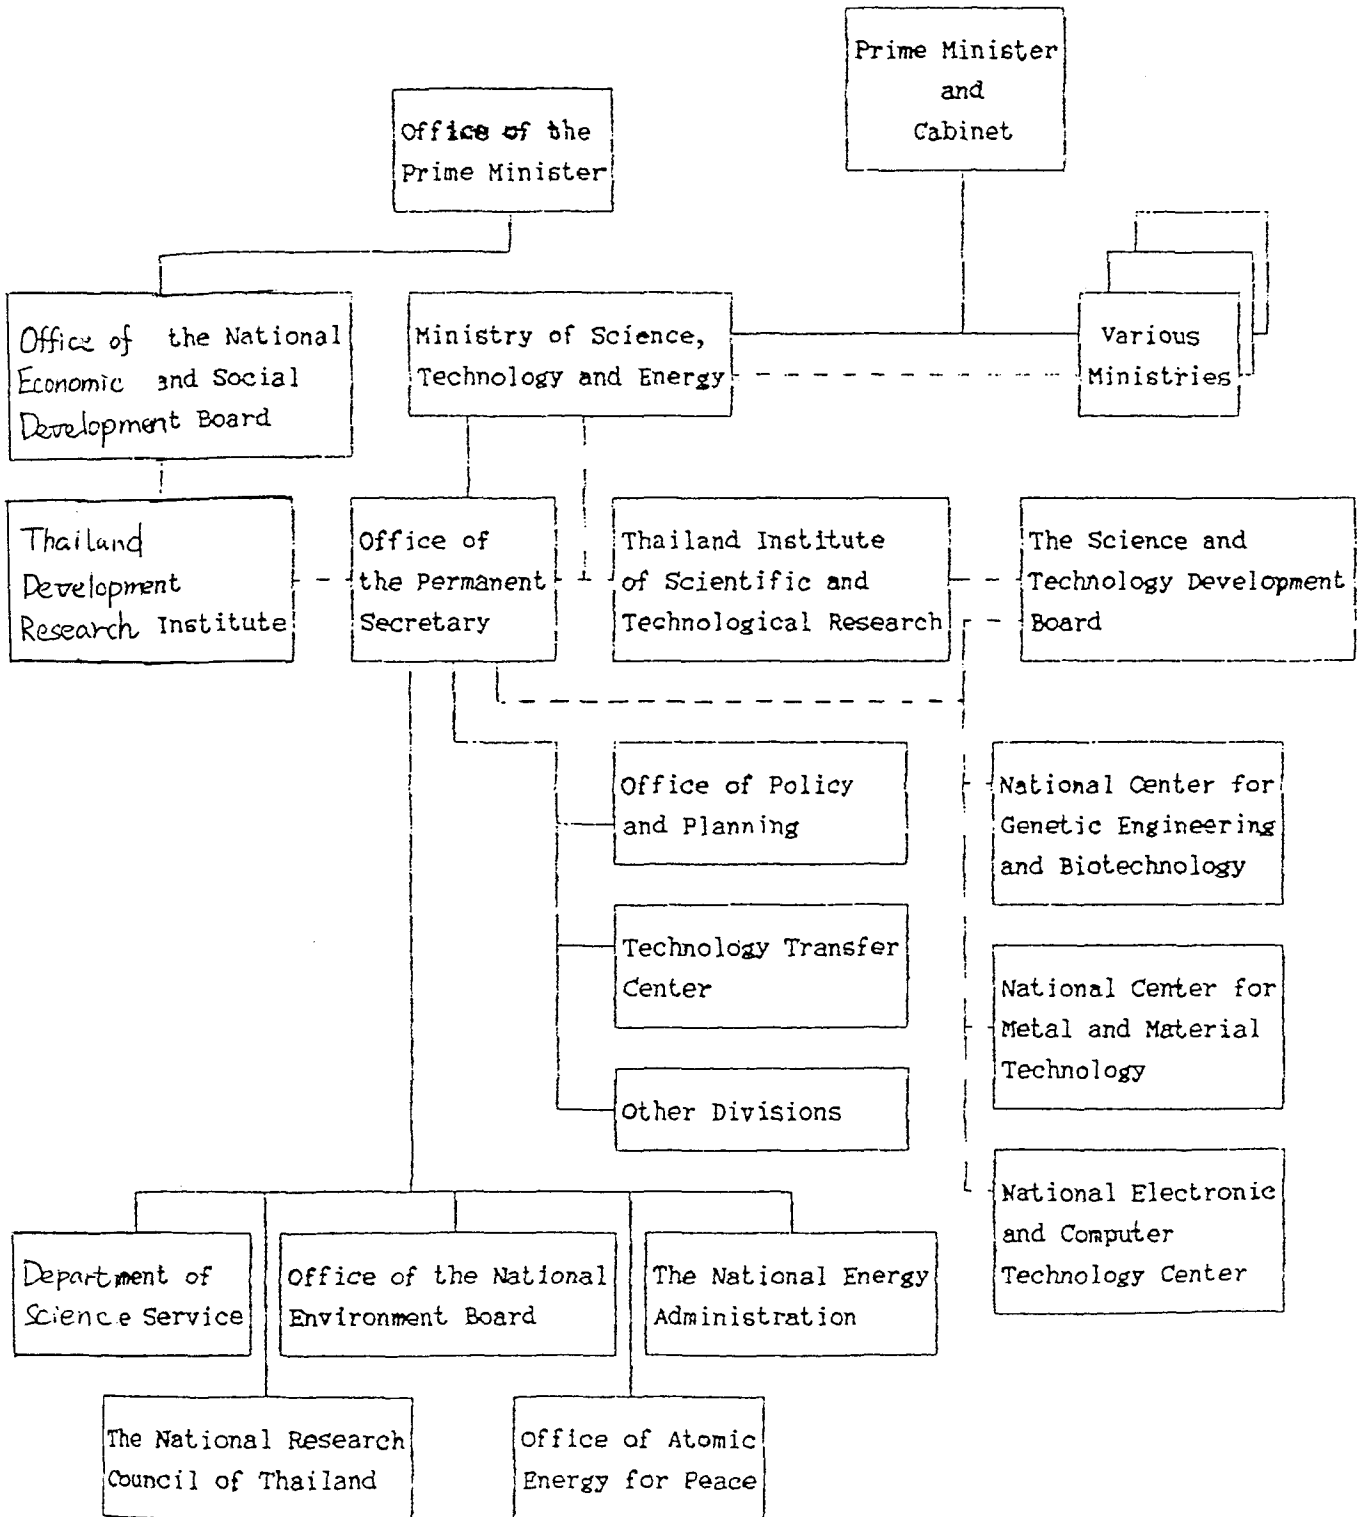 Prime Minister
and
Cabinet
Office of the
Prime Minister
Office of the National
Economic and Social
Development Board
Ministry of Science,
Technology and Energy
Various
Ministries
Thailand
Development
Research Institute
Office of
the Permanent
Secretary
Thailand Institute
of Scientific and
Technological Research
The Science and
Technology Development
Board
Office of Policy
and Planning
National Center for
Genetic Engineering
and Biotechnology
Technology Transfer
Center
National Center for
Metal and Material
Technology
Other Divisions
National Electronic
and Computer
Technology Center
Department of
Science Service
Office of the National
Environment Board
The National Energy
Administration
The National Research
Council of Thailand
Office of Atomic
Energy for Peace